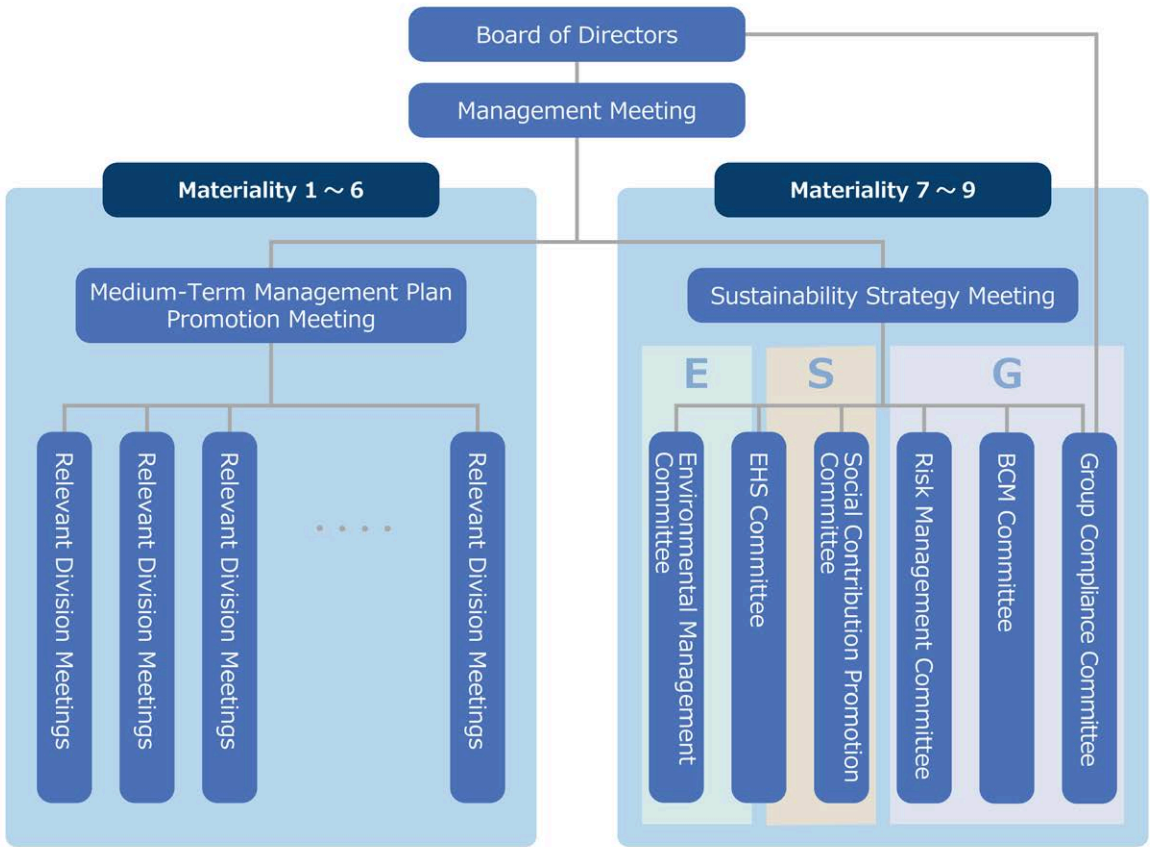 Board of Directors
Management Meeting
Materiality 1 ～ 6
Medium-Term Management Plan
Promotion Meeting
Relevant Division Meetings
Relevant Division Meetings
Relevant Division Meetings
・・・・
Relevant Division Meetings
Materiality 7 ～ 9
Sustainability Strategy Meeting
E
S
G
Environmental Management
Committee
EHS Committee
Social Contribution Promotion
Committee
Risk Management Committee
BCM Committee
Group Compliance Committee